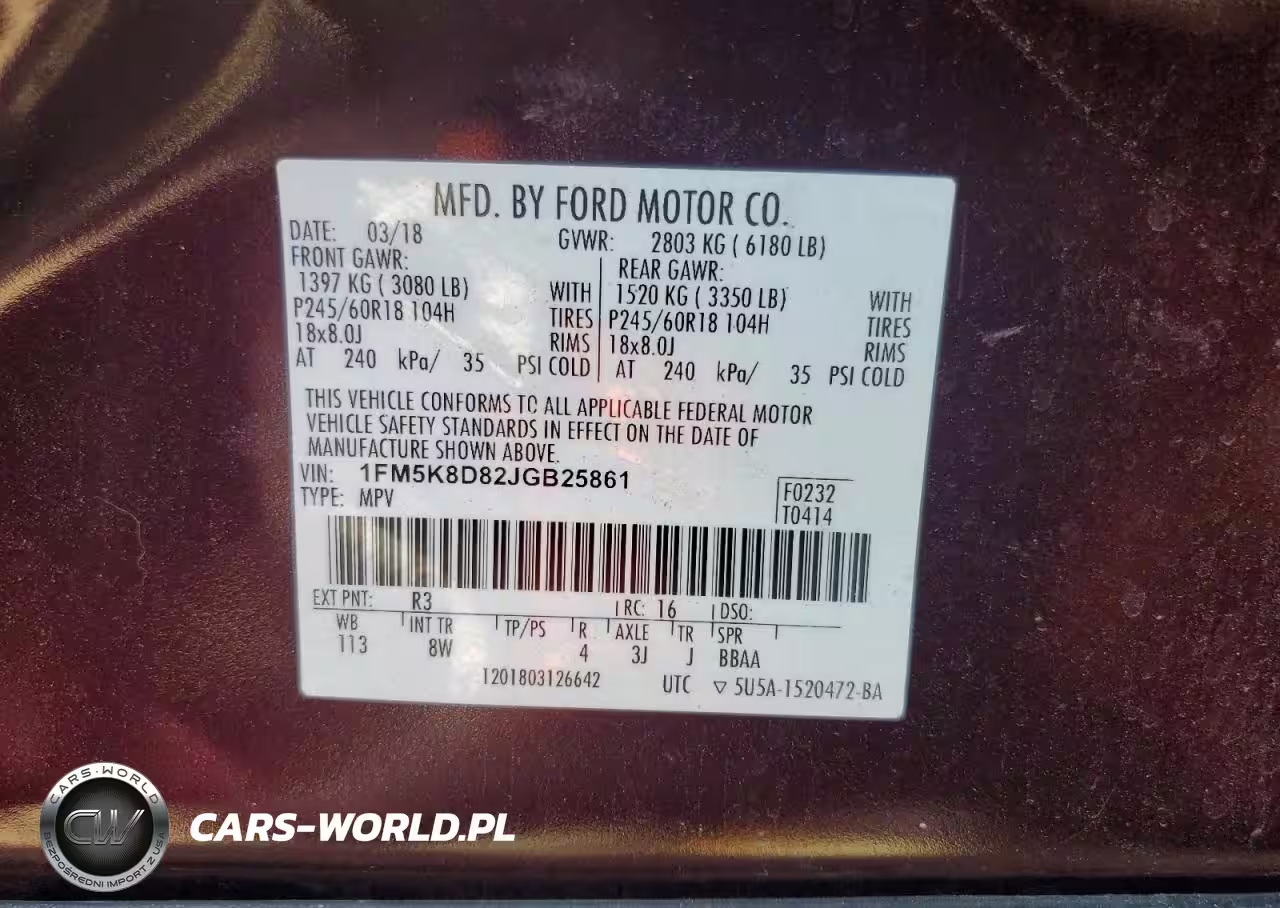 MFD. BY FORD MOTOR CO.
DATE: 03/18 GVWR: 2803 KG ( 6180 LB)
FRONT GAWR: REAR GAWR:
1397 KG ( 3080 LB) WITH 1520 KG ( 3350 LB) WITH
P245/60R18 104H TIRES P245/60R18 104H TIRES
18x8.0J RIMS 18x8.0J RIMS
AT 240 kPa/ 35 PSI COLD AT 240 kPa/ 35 PSI COLD
THIS VEHICLE CONFORMS TO ALL APPLICABLE FEDERAL MOTOR
VEHICLE SAFETY STANDARDS IN EFFECT ON THE DATE OF
MANUFACTURE SHOWN ABOVE.
VIN: 1FM5K8D82JGB25861
TYPE: MPV
F0232
T0414
EXT PNT: R3 RC: 16 DSO:
WB INT TR TP/PS R AXLE TR SPR
113 8W 4 3J J BBAA
1201803126642 UTC ▽ 5U5A-1520472-BA
CARS-WORLD
CW
BEZPOŚREDNI IMPORT Z USA
CARS-WORLD.PL